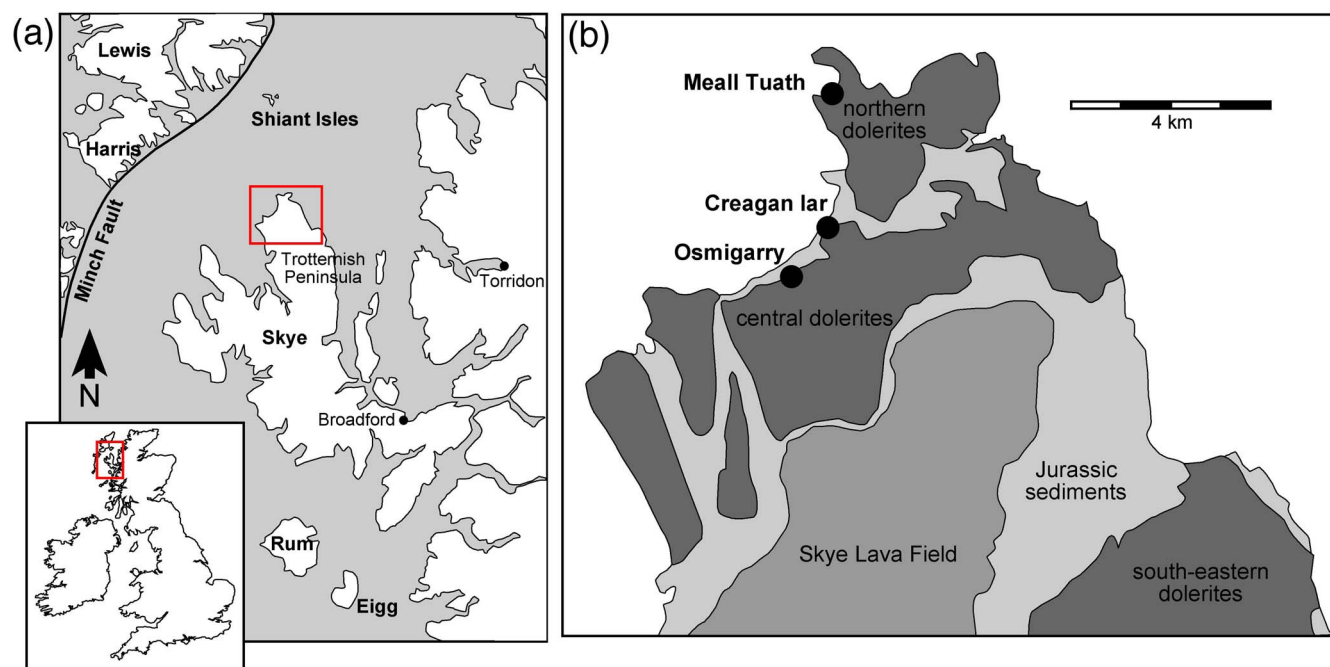 (a)
Lewis
Shiant Isles
Harris
Minch Fault
Trotternish
Peninsula
Torridon
Skye
N
Broadford
Rum
Eigg
(b)
Meall Tuath
northern
dolerites
4 km
Creagan Iar
Osmigarry
central dolerites
Jurassic
sediments
Skye Lava Field
south-eastern
dolerites